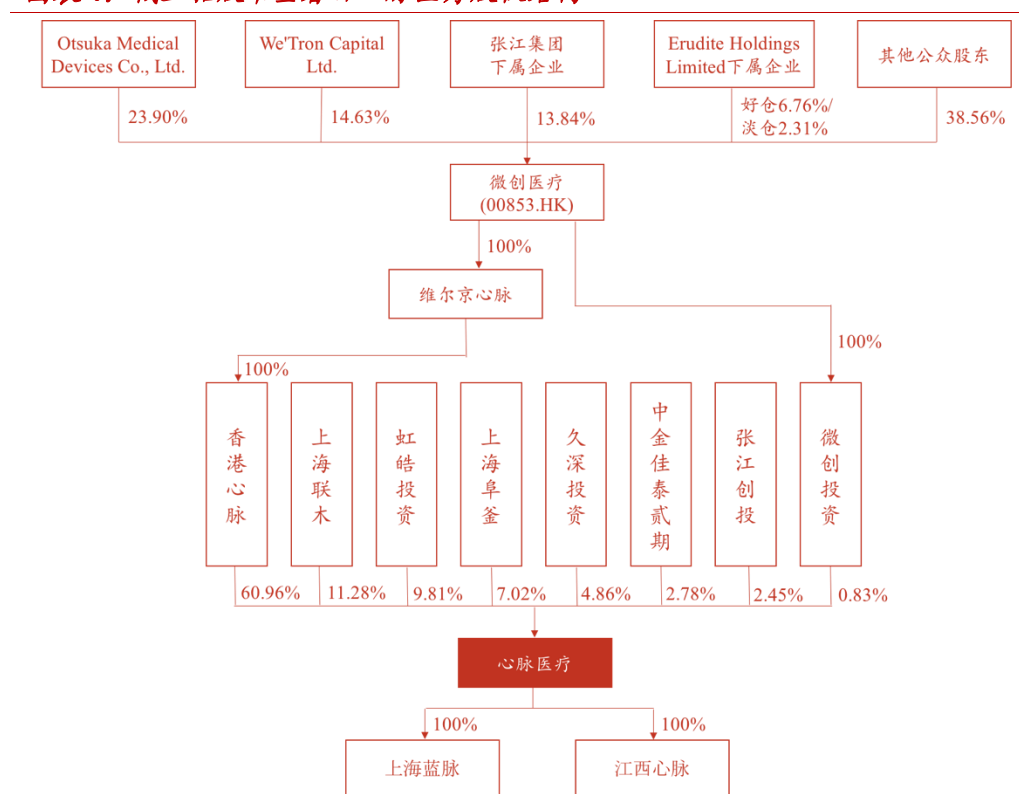 Otsuka Medical
Devices Co., Ltd.
We'Tron Capital
Ltd.
张江集团
下属企业
Erudite Holdings
Limited下属企业
其他公众股东
23.90%
14.63%
13.84%
好仓6.76%/
淡仓2.31%
38.56%
微创医疗
(00853.HK)
100%
维尔京心脉
100%
100%
香港心脉
上海联木
虹皓投资
上海阜釜
久深投资
中金佳泰贰期
张江创投
微创投资
60.96%
11.28%
9.81%
7.02%
4.86%
2.78%
2.45%
0.83%
心脉医疗
100%
100%
上海蓝脉
江西心脉